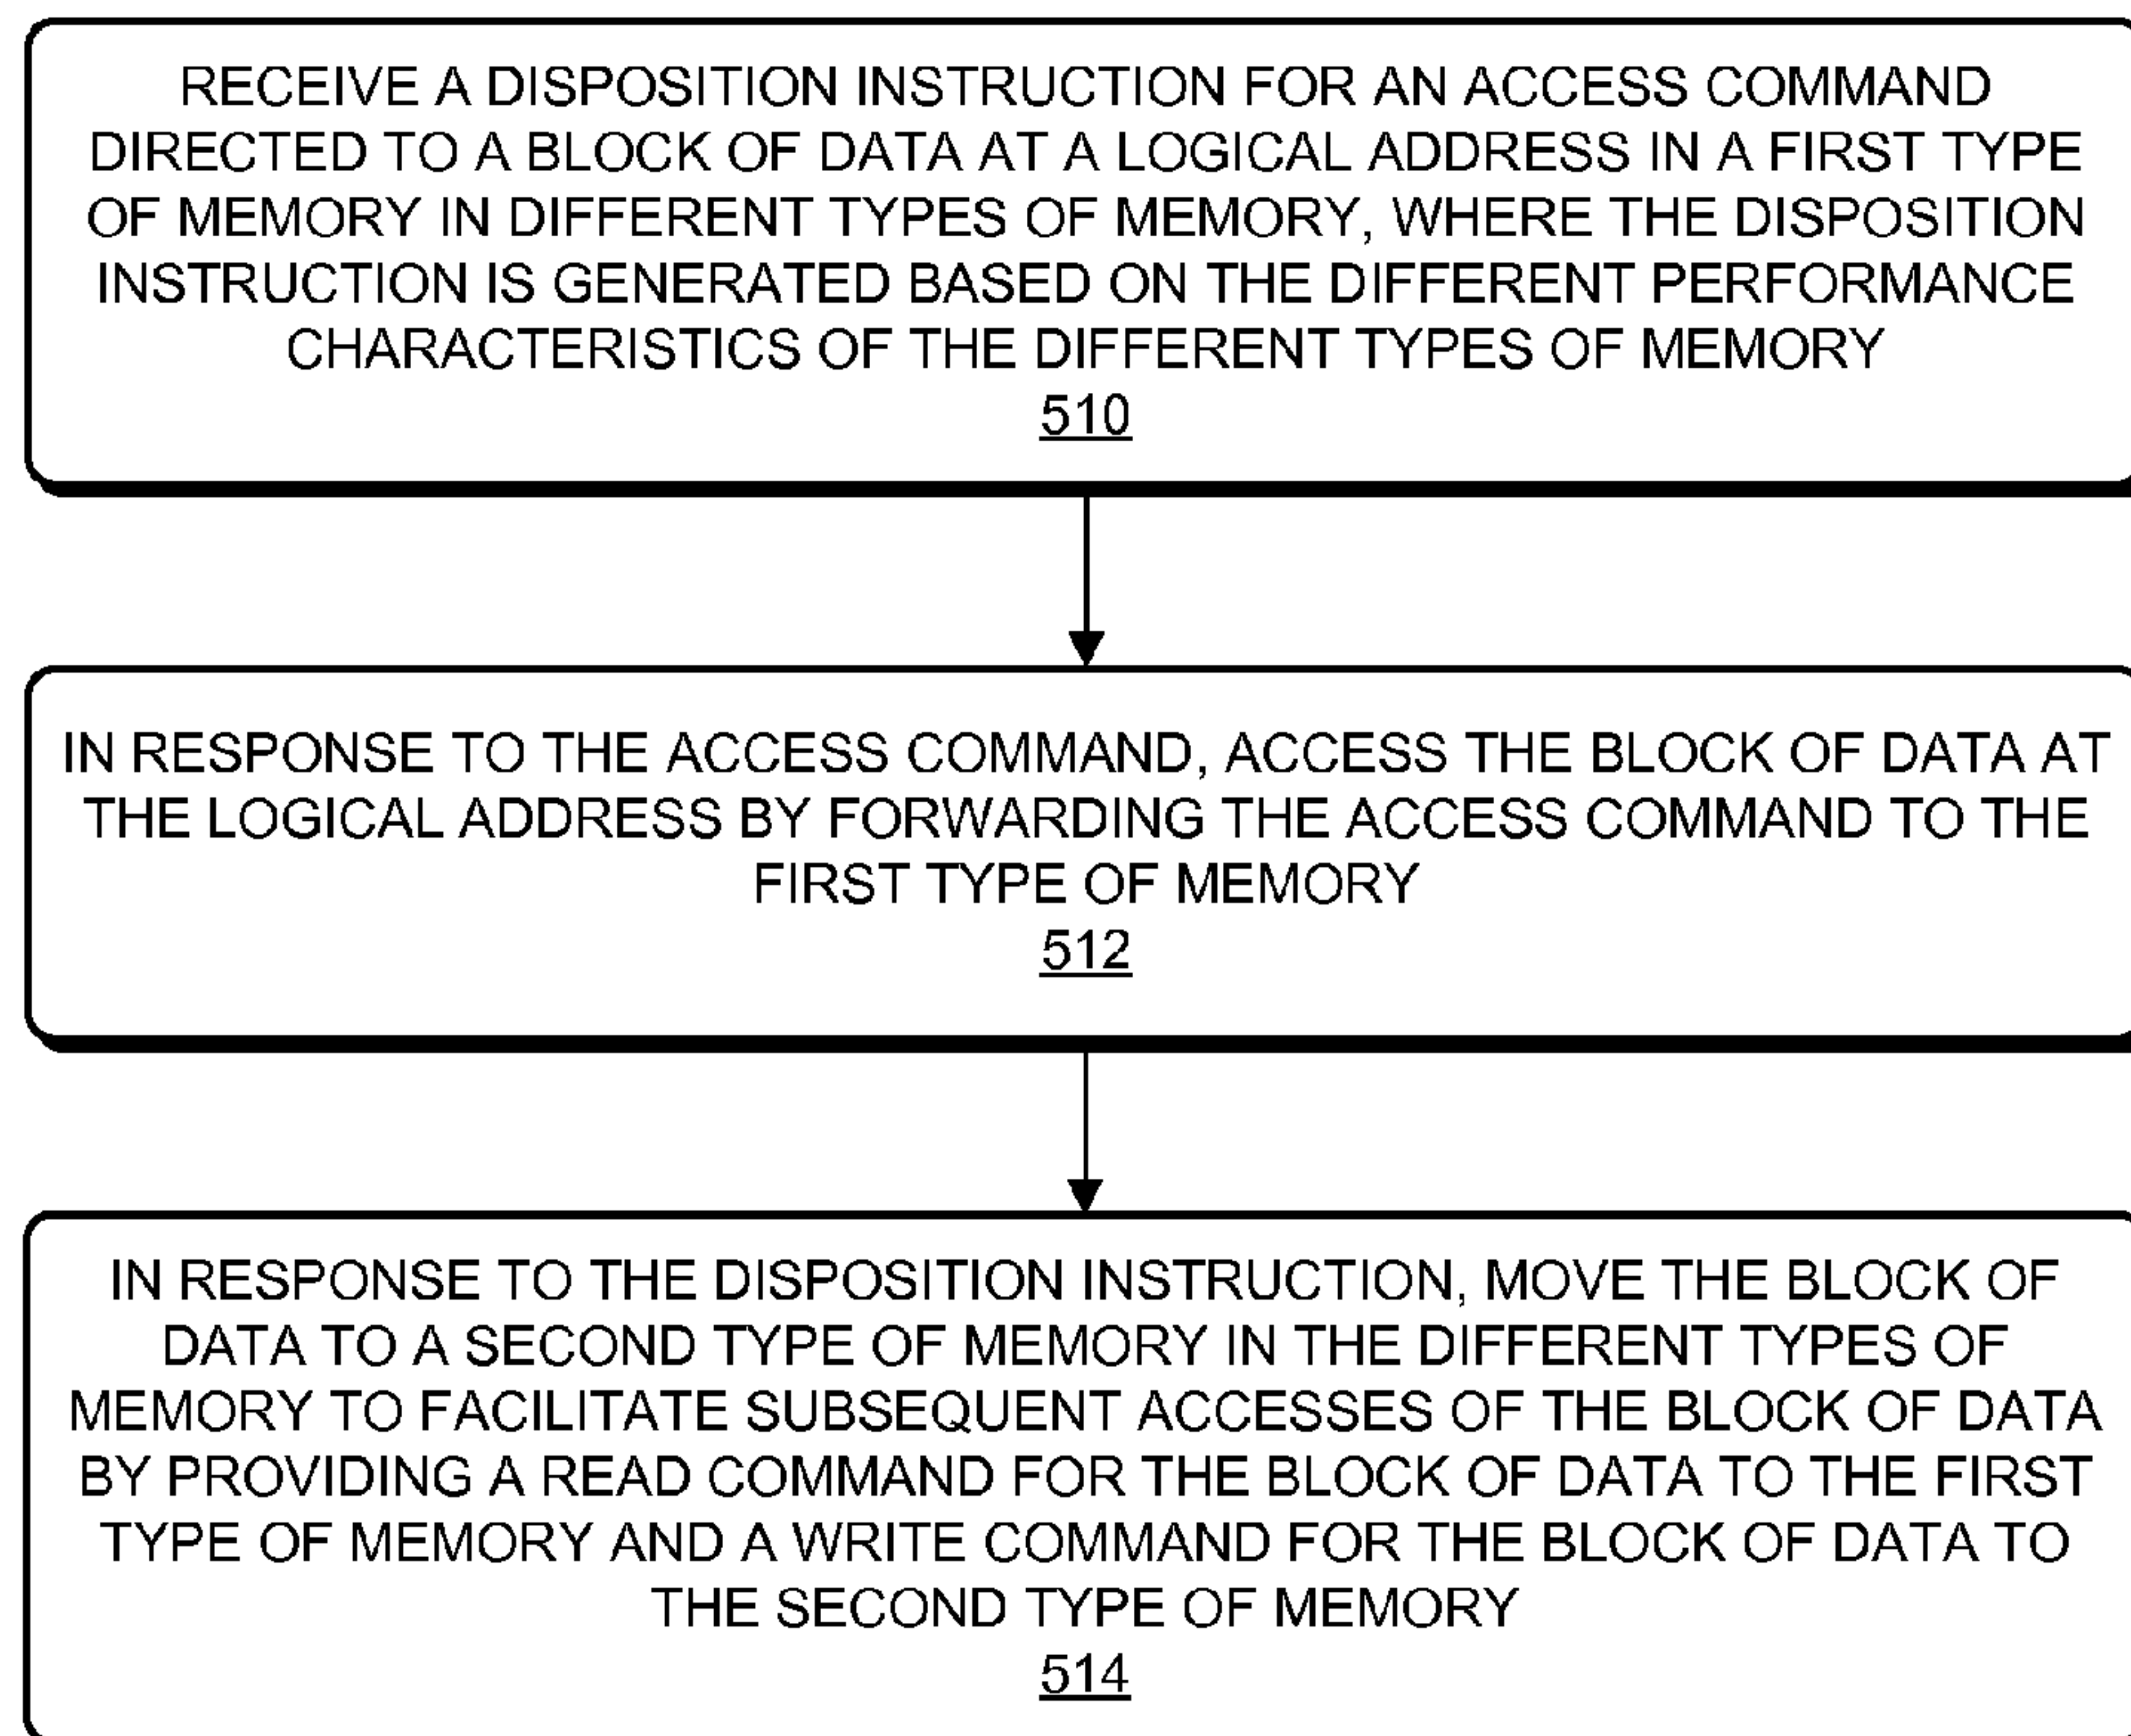 RECEIVE A DISPOSITION INSTRUCTION FOR AN ACCESS COMMAND
DIRECTED TO A BLOCK OF DATA AT A LOGICAL ADDRESS IN A FIRST TYPE
OF MEMORY IN DIFFERENT TYPES OF MEMORY, WHERE THE DISPOSITION
INSTRUCTION IS GENERATED BASED ON THE DIFFERENT PERFORMANCE
CHARACTERISTICS OF THE DIFFERENT TYPES OF MEMORY
510
IN RESPONSE TO THE ACCESS COMMAND, ACCESS THE BLOCK OF DATA AT
THE LOGICAL ADDRESS BY FORWARDING THE ACCESS COMMAND TO THE
FIRST TYPE OF MEMORY
512
IN RESPONSE TO THE DISPOSITION INSTRUCTION, MOVE THE BLOCK OF
DATA TO A SECOND TYPE OF MEMORY IN THE DIFFERENT TYPES OF
MEMORY TO FACILITATE SUBSEQUENT ACCESSES OF THE BLOCK OF DATA
BY PROVIDING A READ COMMAND FOR THE BLOCK OF DATA TO THE FIRST
TYPE OF MEMORY AND A WRITE COMMAND FOR THE BLOCK OF DATA TO
THE SECOND TYPE OF MEMORY
514